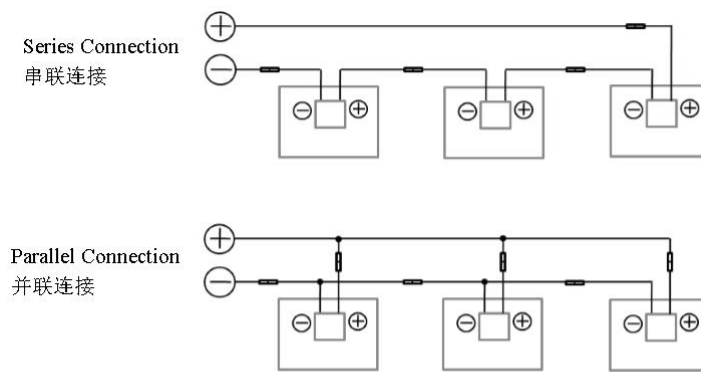 Series Connection
串联连接
Parallel Connection
并联连接